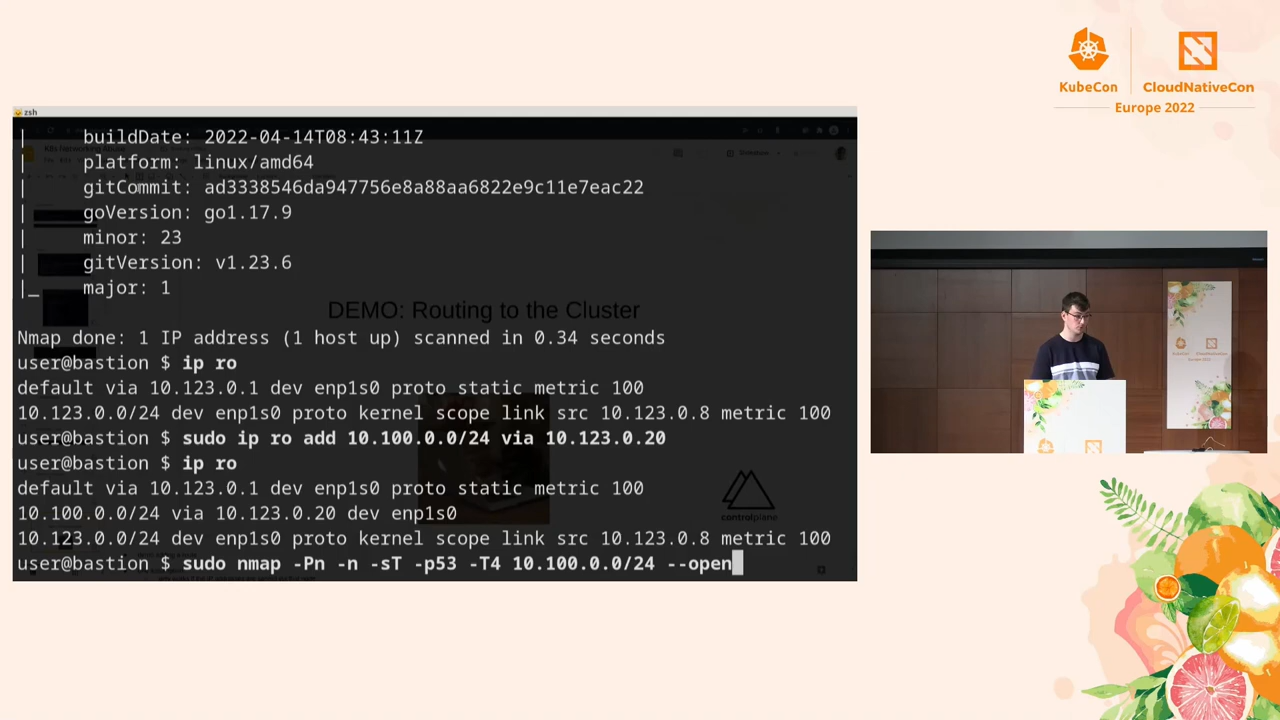 KubeCon
CloudNativeCon
Europe 2022
zsh
| buildDate: 2022-04-14T08:43:11Z
| platform: linux/amd64
| gitCommit: ad3338546da947756e8a88aa6822e9c11e7eac22
| goVersion: go1.17.9
| minor: 23
| gitVersion: v1.23.6
|_ major: 1
DEMO: Routing to the Cluster
Nmap done: 1 IP address (1 host up) scanned in 0.34 seconds
user@bastion $ ip ro
default via 10.123.0.1 dev enp1s0 proto static metric 100
10.123.0.0/24 dev enp1s0 proto kernel scope link src 10.123.0.8 metric 100
user@bastion $ sudo ip ro add 10.100.0.0/24 via 10.123.0.20
user@bastion $ ip ro
default via 10.123.0.1 dev enp1s0 proto static metric 100
10.100.0.0/24 via 10.123.0.20 dev enp1s0
controlplane
10.123.0.0/24 dev enp1s0 proto kernel scope link src 10.123.0.8 metric 100
user@bastion $ sudo nmap -Pn -n -sT -p53 -T4 10.100.0.0/24 --open